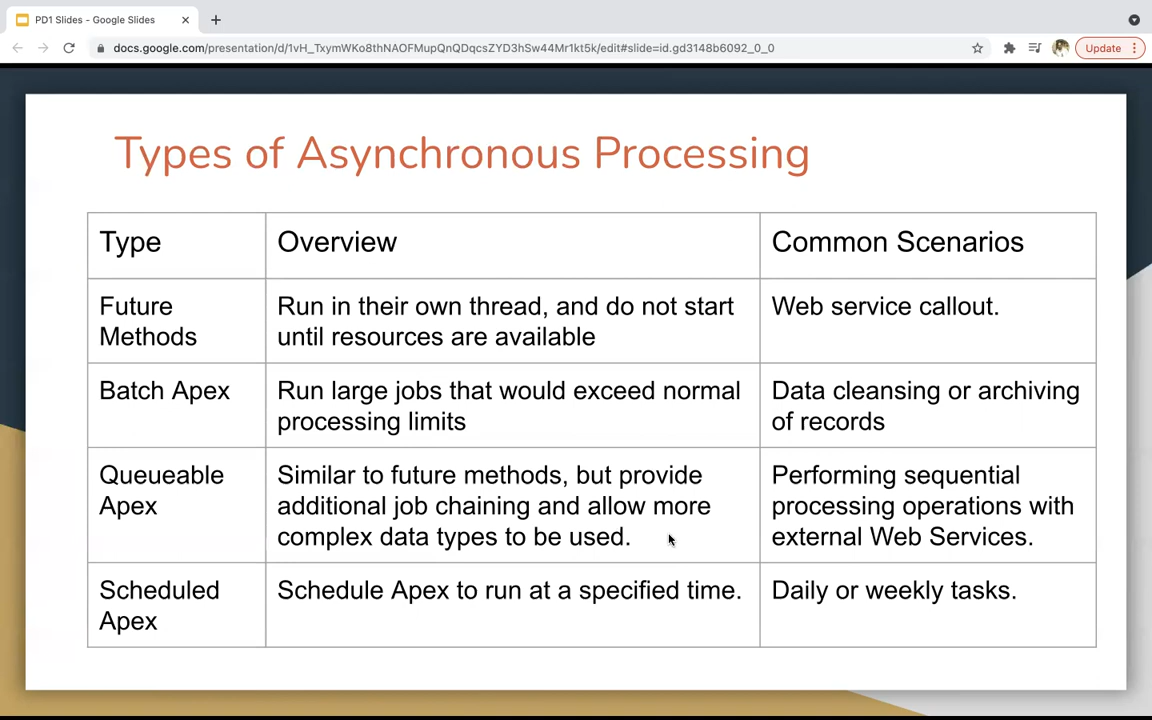 PD1 Slides - Google Slides
docs.google.com/presentation/d/1vH_TxymWKo8thNAOFMupQnQDqcsZYD3hSw44Mr1kt5k/edit#slide=id.gd3148b6092_0_0
Update
Types of Asynchronous Processing
Type
Overview
Common Scenarios
Future
Methods
Run in their own thread, and do not start
until resources are available
Web service callout.
Batch Apex
Run large jobs that would exceed normal
processing limits
Data cleansing or archiving
of records
Queueable
Apex
Similar to future methods, but provide
additional job chaining and allow more
complex data types to be used.
Performing sequential
processing operations with
external Web Services.
Scheduled
Apex
Schedule Apex to run at a specified time.
Daily or weekly tasks.